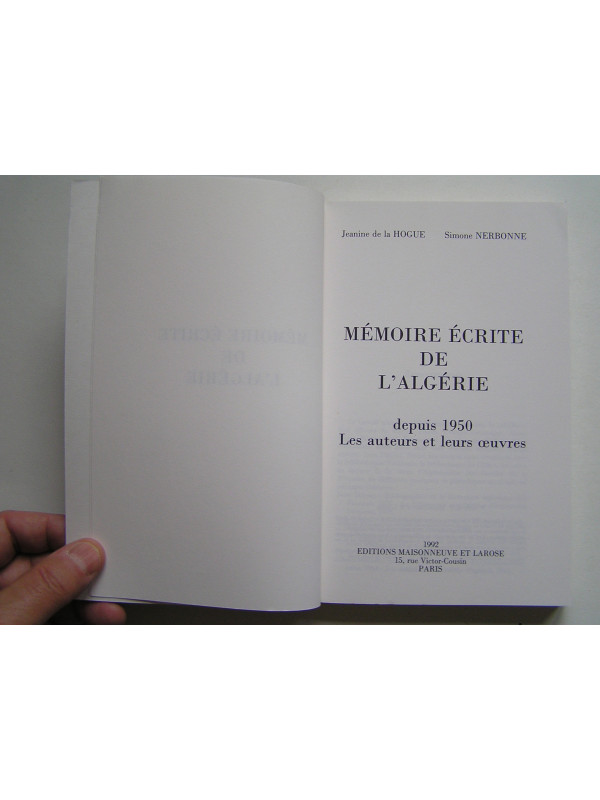 Jeanine de la HOGUE Simone NERBONNE
MÉMOIRE ÉCRITE
DE
L'ALGÉRIE
depuis 1950
Les auteurs et leurs œuvres
1992
EDITIONS MAISONNEUVE ET LAROSE
15, rue Victor-Cousin
PARIS